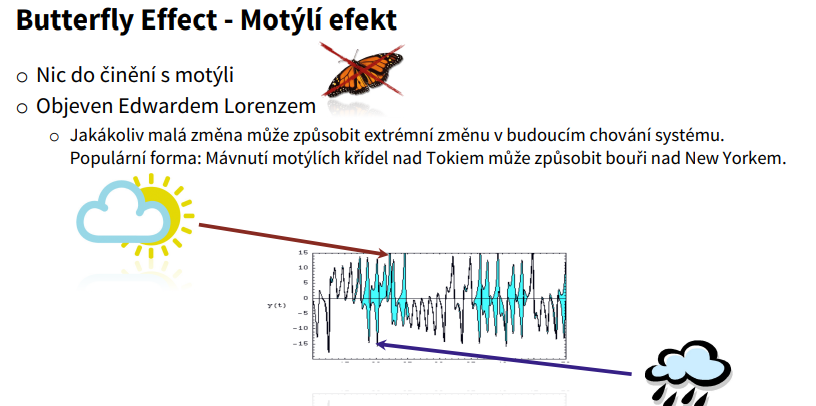 Butterfly Effect - Motýlí efekt
o Nic do činění s motýli
o Objeven Edwardem Lorenzem
o Jakákoliv malá změna může způsobit extrémní změnu v budoucím chování systému.
Populární forma: Mávnutí motýlích křídel nad Tokiem může způsobit bouři nad New Yorkem.
15
10
5
y(t)
0
-5
-10
-15